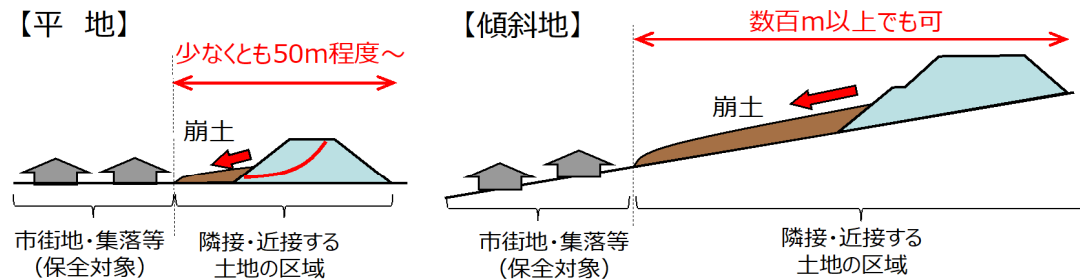 【平　地】
少なくとも50m程度～
崩土
市街地・集落等
（保全対象）
隣接・近接する
土地の区域
【傾斜地】
数百m以上でも可
崩土
市街地・集落等
（保全対象）
隣接・近接する
土地の区域